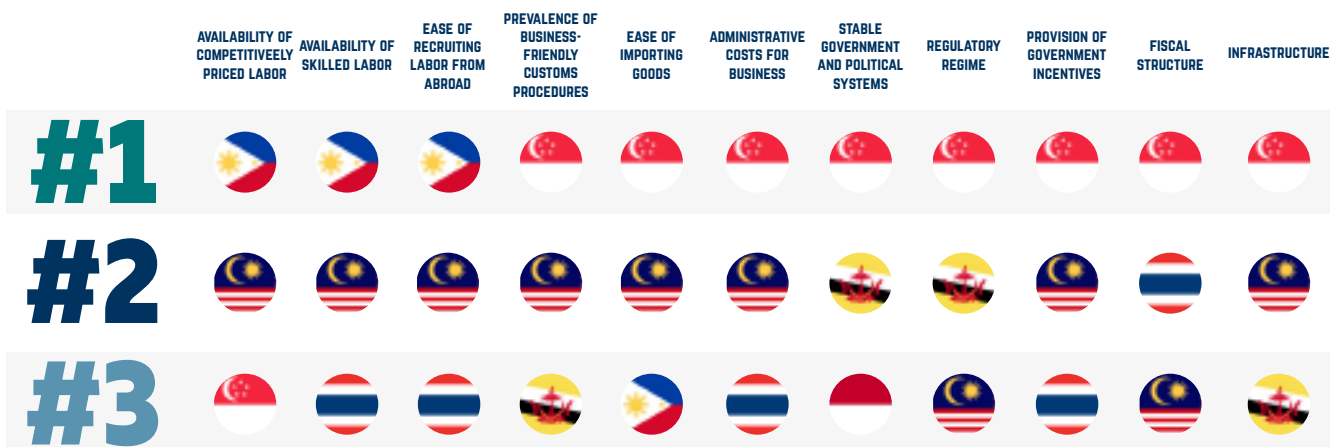 AVAILABILITY OF
COMPETITIVEELY
PRICED LABOR
AVAILABILITY OF
SKILLED LABOR
EASE OF
RECRUITING
LABOR FROM
ABROAD
PREVALENCE OF
BUSINESS-
FRIENDLY
CUSTOMS
PROCEDURES
EASE OF
IMPORTING
GOODS
ADMINISTRATIVE
COSTS FOR
BUSINESS
STABLE
GOVERNMENT
AND POLITICAL
SYSTEMS
REGULATORY
REGIME
PROVISION OF
GOVERNMENT
INCENTIVES
FISCAL
STRUCTURE
INFRASTRUCTURE
#1
#2
#3